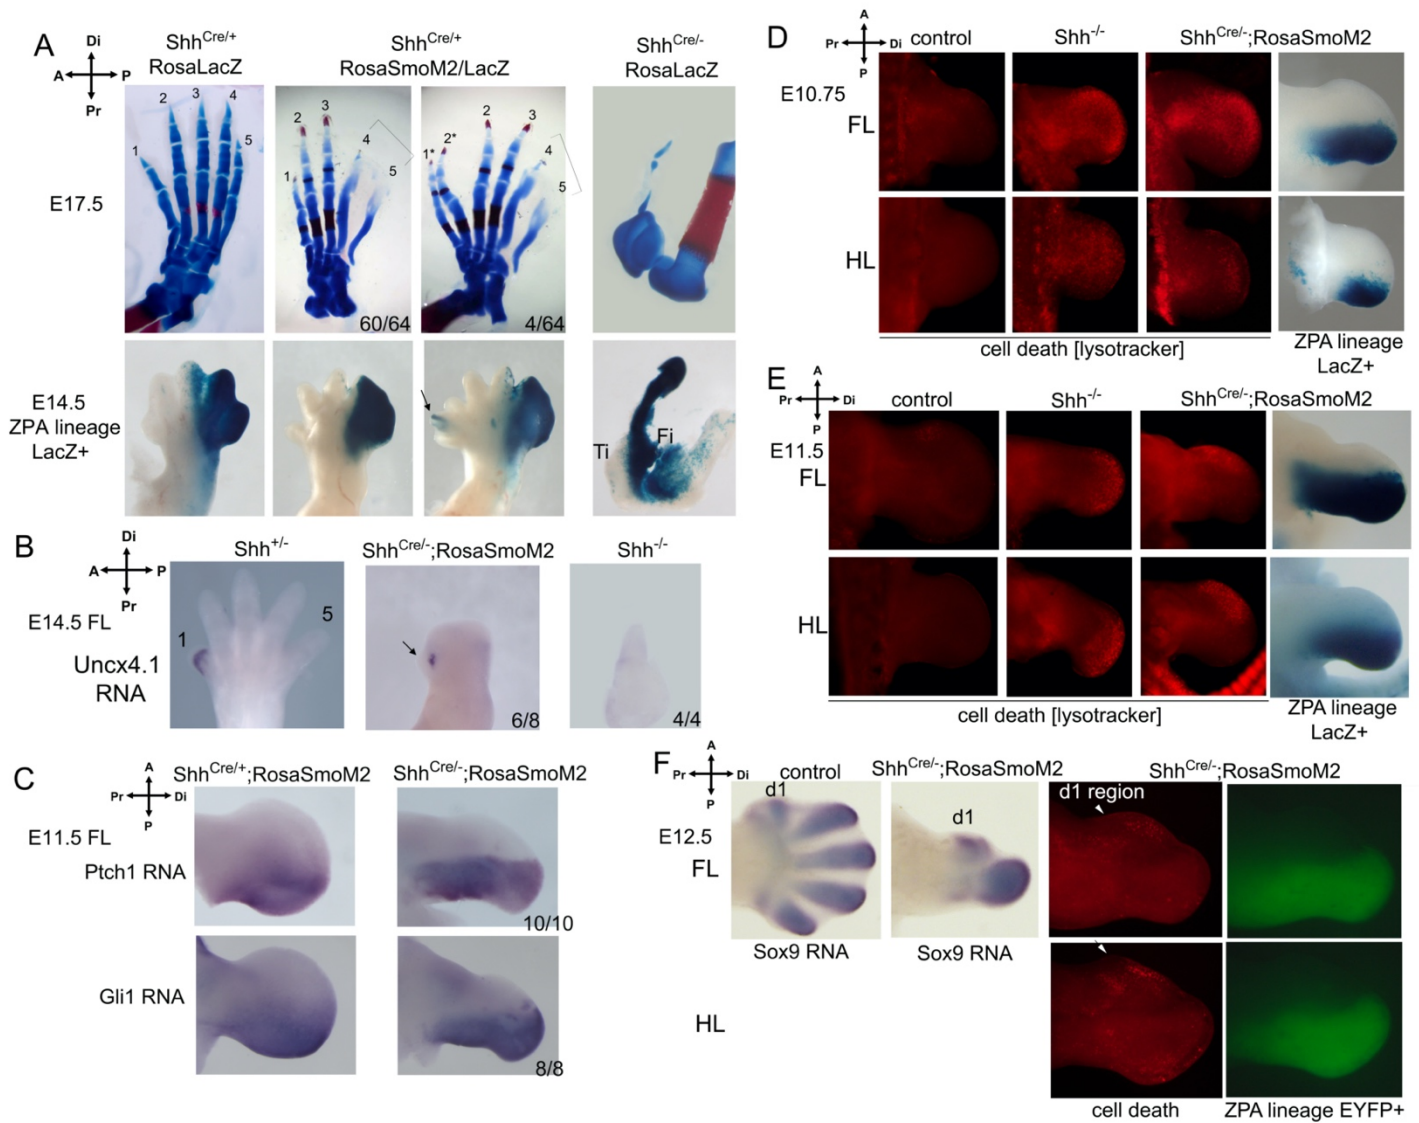 A
Di
A P
Pr
Shh^Cre/+
RosaLacZ
Shh^Cre/+
RosaSmoM2/LacZ
Shh^Cre/-
RosaLacZ
E17.5
1 2 3 4 5
1 2 3 4 5
60/64
1* 2* 2 3 4 5
4/64
E14.5
ZPA lineage
LacZ+
Ti Fi
B
Di
A P
Pr
Shh^+/-
Shh^Cre/-;RosaSmoM2
Shh^-/-
E14.5 FL
Uncx4.1
RNA
1 5
6/8
4/4
C
A
Pr Di
P
Shh^Cre/+;RosaSmoM2
Shh^Cre/-;RosaSmoM2
E11.5 FL
Ptch1 RNA
10/10
Gli1 RNA
8/8
D
A
Pr Di
P
control
Shh^-/-
Shh^Cre/-;RosaSmoM2
E10.75
FL
HL
cell death [lysotracker]
ZPA lineage
LacZ+
E
A
Pr Di
P
control
Shh^-/-
Shh^Cre/-;RosaSmoM2
E11.5
FL
HL
cell death [lysotracker]
ZPA lineage
LacZ+
F
A
Pr Di
P
control
Shh^Cre/-;RosaSmoM2
Shh^Cre/-;RosaSmoM2
E12.5
FL
d1
d1
d1 region
Sox9 RNA
Sox9 RNA
HL
cell death
ZPA lineage EYFP+